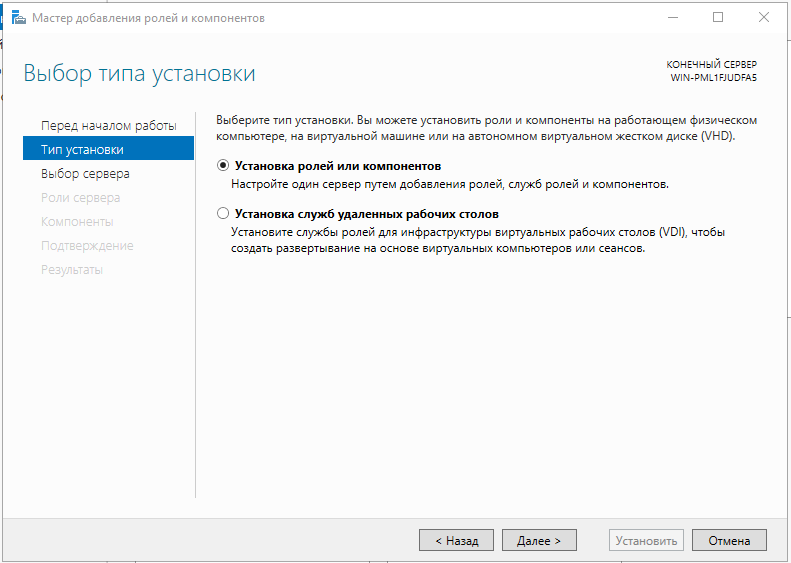 Мастер добавления ролей и компонентов
Выбор типа установки
КОНЕЧНЫЙ СЕРВЕР
WIN-PML1FJUDFA5
Перед началом работы
Тип установки
Выбор сервера
Роли сервера
Компоненты
Подтверждение
Результаты
Выберите тип установки. Вы можете установить роли и компоненты на работающем физическом
компьютере, на виртуальной машине или на автономном виртуальном жестком диске (VHD).
Установка ролей или компонентов
Настройте один сервер путем добавления ролей, служб ролей и компонентов.
Установка служб удаленных рабочих столов
Установите службы ролей для инфраструктуры виртуальных рабочих столов (VDI), чтобы
создать развертывание на основе виртуальных компьютеров или сеансов.
< Назад
Далее >
Установить
Отмена